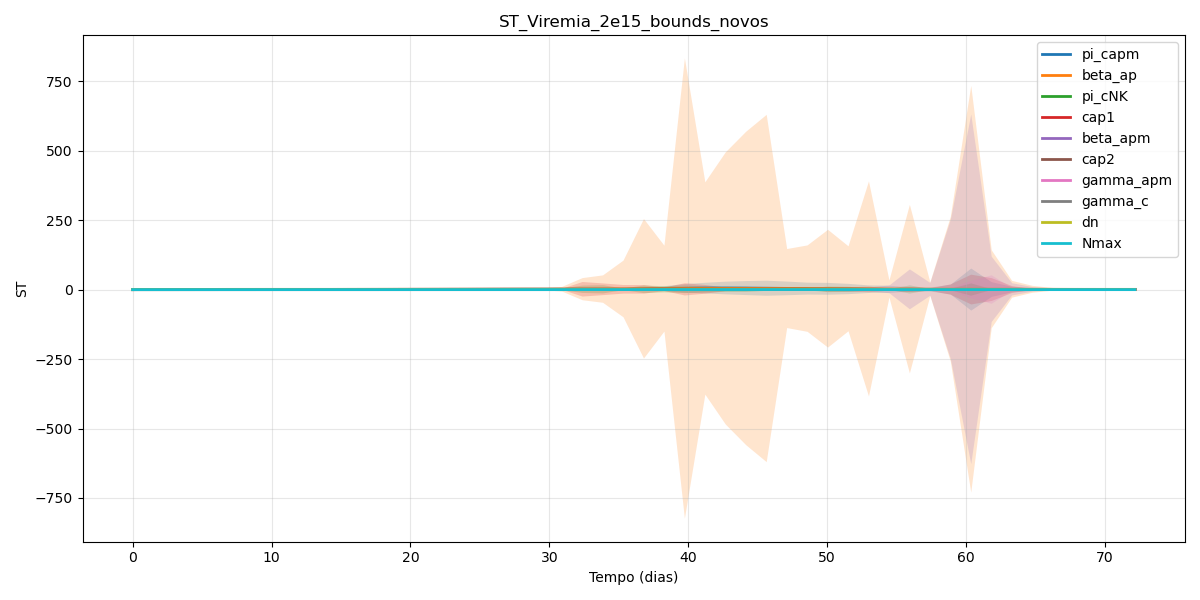 ST_Viremia_2e15_bounds_novos
ST
750
500
250
0
−250
−500
−750
0 10 20 30 40 50 60 70
Tempo (dias)
pi_capm
beta_ap
pi_cNK
cap1
beta_apm
cap2
gamma_apm
gamma_c
dn
Nmax